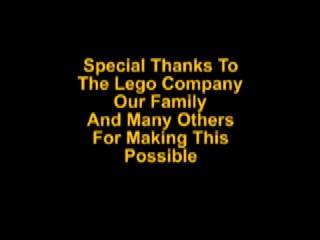 Special Thanks To
The Lego Company
Our Family
And Many Others
For Making This
Possible